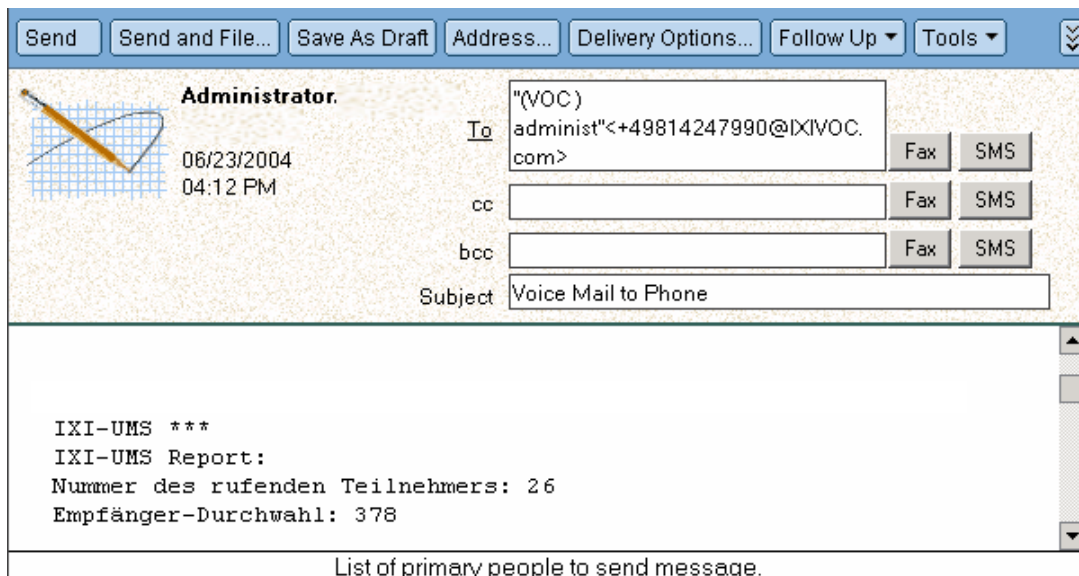 Send Send and File... Save As Draft Address... Delivery Options... Follow Up Tools
Administrator.
06/23/2004
04:12 PM
To
"(VOC )
administ"<+49814247990@IXIVOC.
com>
Fax SMS
cc
Fax SMS
bcc
Fax SMS
Subject Voice Mail to Phone
IXI-UMS ***
IXI-UMS Report:
Nummer des rufenden Teilnehmers: 26
Empfänger-Durchwahl: 378
List of primary people to send message.